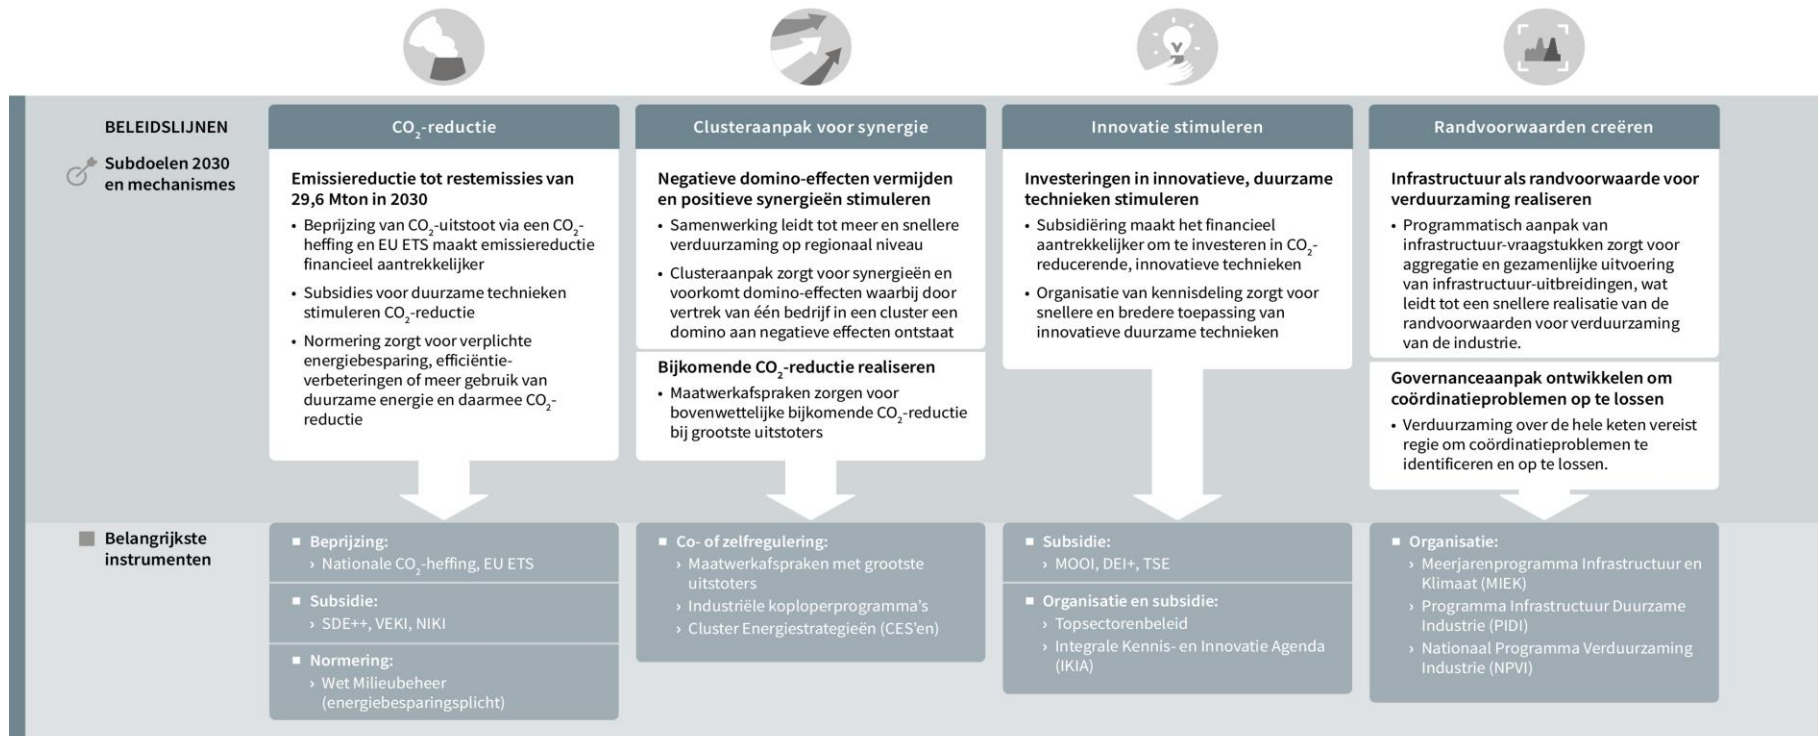 BELEIDSLIJNEN
Subdoelen 2030
en mechanismes
CO₂-reductie
Emissiereductie tot restemissies van
29,6 Mton in 2030
• Beprijzing van CO₂-uitstoot via een CO₂-
heffing en EU ETS maakt emissiereductie
financieel aantrekkelijker
• Subsidies voor duurzame technieken
stimuleren CO₂-reductie
• Normering zorgt voor verplichte
energiebesparing, efficiëntie-
verbeteringen of meer gebruik van
duurzame energie en daarmee CO₂-
reductie
Clusteraanpak voor synergie
Negatieve domino-effecten vermijden
en positieve synergieën stimuleren
• Samenwerking leidt tot meer en snellere
verduurzaming op regionaal niveau
• Clusteraanpak zorgt voor synergieën en
voorkomt domino-effecten waarbij door
vertrek van één bedrijf in een cluster een
domino aan negatieve effecten ontstaat
Bijkomende CO₂-reductie realiseren
• Maatwerkafspraken zorgen voor
bovenwettelijke bijkomende CO₂-reductie
bij grootste uitstoters
Innovatie stimuleren
Investeringen in innovatieve, duurzame
technieken stimuleren
• Subsidiëring maakt het financieel
aantrekkelijker om te investeren in CO₂-
reducerende, innovatieve technieken
• Organisatie van kennisdeling zorgt voor
snellere en bredere toepassing van
innovatieve duurzame technieken
Randvoorwaarden creëren
Infrastructuur als randvoorwaarde voor
verduurzaming realiseren
• Programmatisch aanpak van
infrastructuur-vraagstukken zorgt voor
aggregatie en gezamenlijke uitvoering
van infrastructuur-uitbreidingen, wat
leidt tot een snellere realisatie van de
randvoorwaarden voor verduurzaming
van de industrie.
Governanceaanpak ontwikkelen om
coördinatieproblemen op te lossen
• Verduurzaming over de hele keten vereist
regie om coördinatieproblemen te
identificeren en op te lossen.
Belangrijkste
instrumenten
■ Beprijzing:
› Nationale CO₂-heffing, EU ETS
■ Subsidie:
› SDE++, VEKI, NIKI
■ Normering:
› Wet Milieubeheer
(energiebesparingsplicht)
■ Co- of zelfregulering:
› Maatwerkafspraken met grootste
uitstoters
› Industriële koploperprogramma's
› Cluster Energiestrategieën (CES'en)
■ Subsidie:
› MOOI, DEI+, TSE
■ Organisatie en subsidie:
› Topsectorenbeleid
› Integrale Kennis- en Innovatie Agenda
(IKIA)
■ Organisatie:
› Meerjarenprogramma Infrastructuur en
Klimaat (MIEK)
› Programma Infrastructuur Duurzame
Industrie (PIDI)
› Nationaal Programma Verduurzaming
Industrie (NPVI)